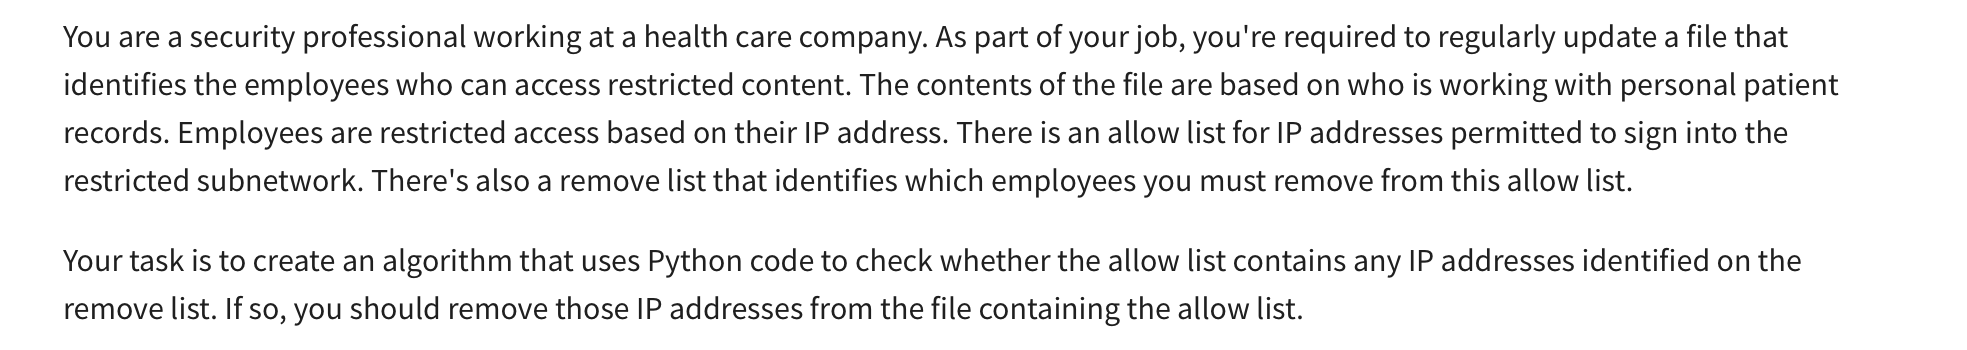 You are a security professional working at a health care company. As part of your job, you're required to regularly update a file that
identifies the employees who can access restricted content. The contents of the file are based on who is working with personal patient
records. Employees are restricted access based on their IP address. There is an allow list for IP addresses permitted to sign into the
restricted subnetwork. There's also a remove list that identifies which employees you must remove from this allow list.
Your task is to create an algorithm that uses Python code to check whether the allow list contains any IP addresses identified on the
remove list. If so, you should remove those IP addresses from the file containing the allow list.